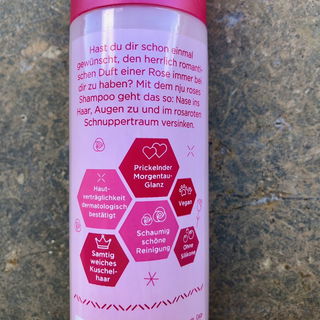 Hast du dir schon einmal
gewünscht, den herrlich romanti-
schen Duft einer Rose immer bei
dir zu haben? Mit dem nju roses
Shampoo geht das so: Nase ins
Haar, Augen zu und im rosaroten
Schnuppertraum versinken.
Prickelnder
Morgentau-
Glanz
Haut-
verträglichkeit
dermatologisch
bestätigt
Vegan
Schaumig
schöne
Reinigung
Ohne
Silikone
Samtig
weiches
Kuschel-
haar